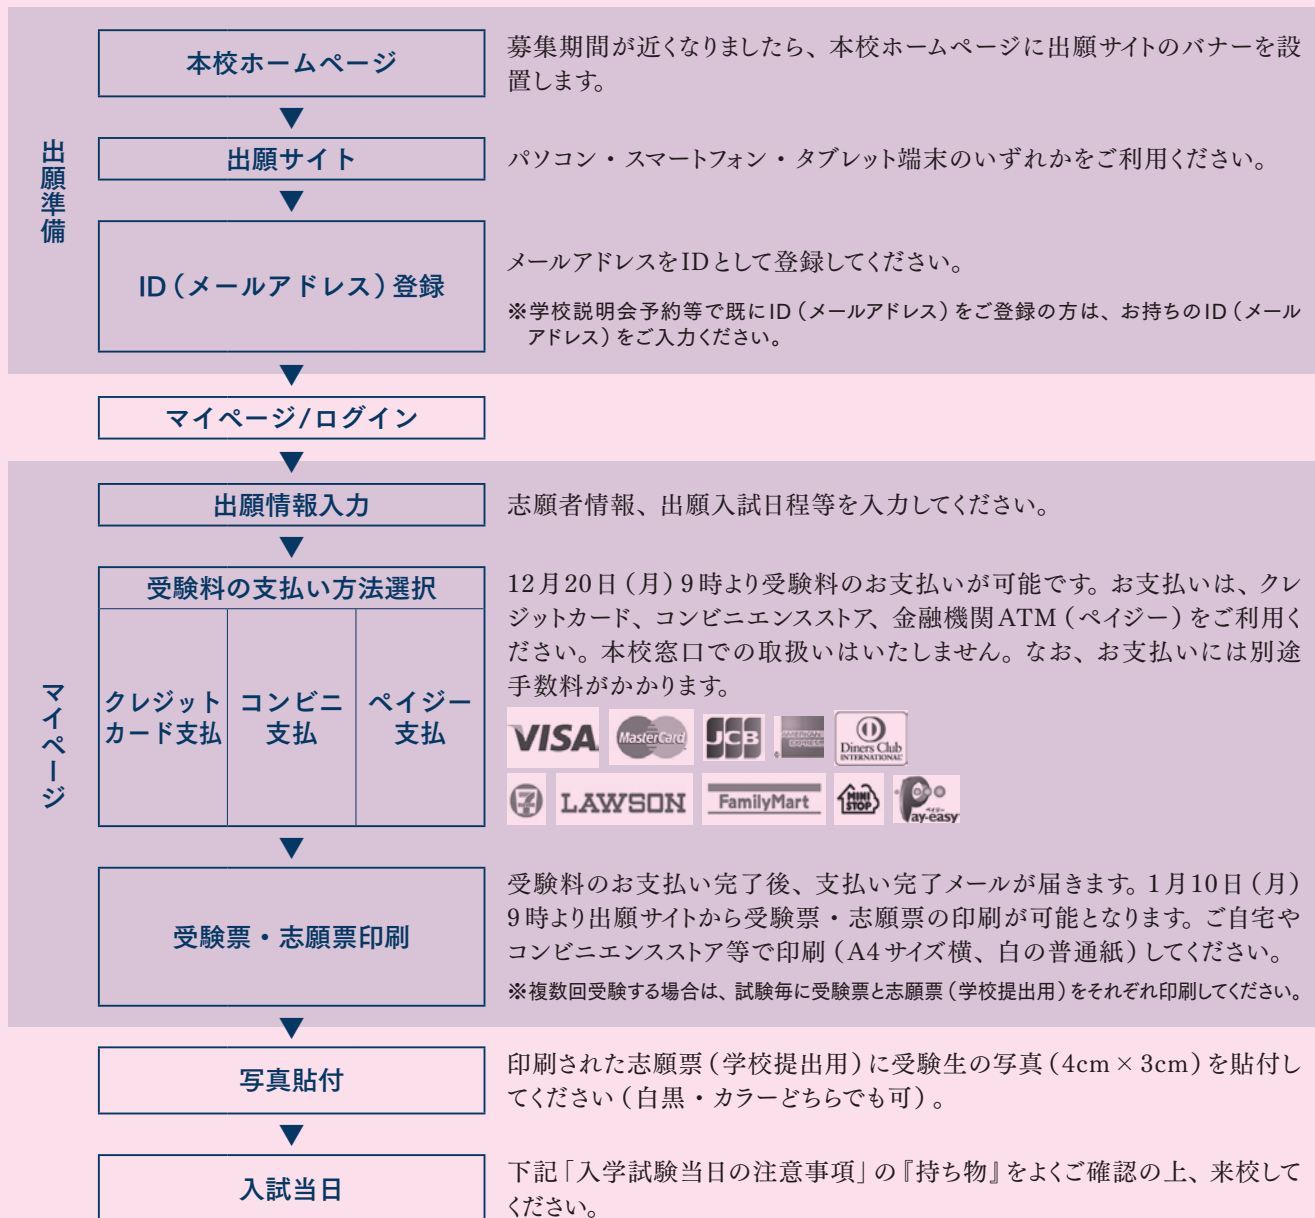 出願準備
本校ホームページ
募集期間が近くなりましたら、本校ホームページに出願サイトのバナーを設
置します。
出願サイト
パソコン・スマートフォン・タブレット端末のいずれかをご利用ください。
ID（メールアドレス）登録
メールアドレスをIDとして登録してください。
※学校説明会予約等で既にID（メールアドレス）をご登録の方は、お持ちのID（メール
アドレス）をご入力ください。
マイページ/ログイン
マイページ
出願情報入力
志願者情報、出願入試日程等を入力してください。
受験料の支払い方法選択
クレジット
カード支払
コンビニ
支払
ペイジー
支払
12月20日（月）9時より受験料のお支払いが可能です。お支払いは、クレ
ジットカード、コンビニエンスストア、金融機関ATM（ペイジー）をご利用く
ださい。本校窓口での取扱いはいたしません。なお、お支払いには別途
手数料がかかります。
VISA
MasterCard
JCB
AMERICAN
EXPRESS
Diners Club
INTERNATIONAL
7
LAWSON
FamilyMart
MINI
STOP
ペイジー
Pay-easy
受験票・志願票印刷
受験料のお支払い完了後、支払い完了メールが届きます。1月10日（月）
9時より出願サイトから受験票・志願票の印刷が可能となります。ご自宅や
コンビニエンスストア等で印刷（A4サイズ横、白の普通紙）してください。
※複数回受験する場合は、試験毎に受験票と志願票（学校提出用）をそれぞれ印刷してください。
写真貼付
印刷された志願票（学校提出用）に受験生の写真（4cm×3cm）を貼付し
てください（白黒・カラーどちらでも可）。
入試当日
下記「入学試験当日の注意事項」の『持ち物』をよくご確認の上、来校して
ください。